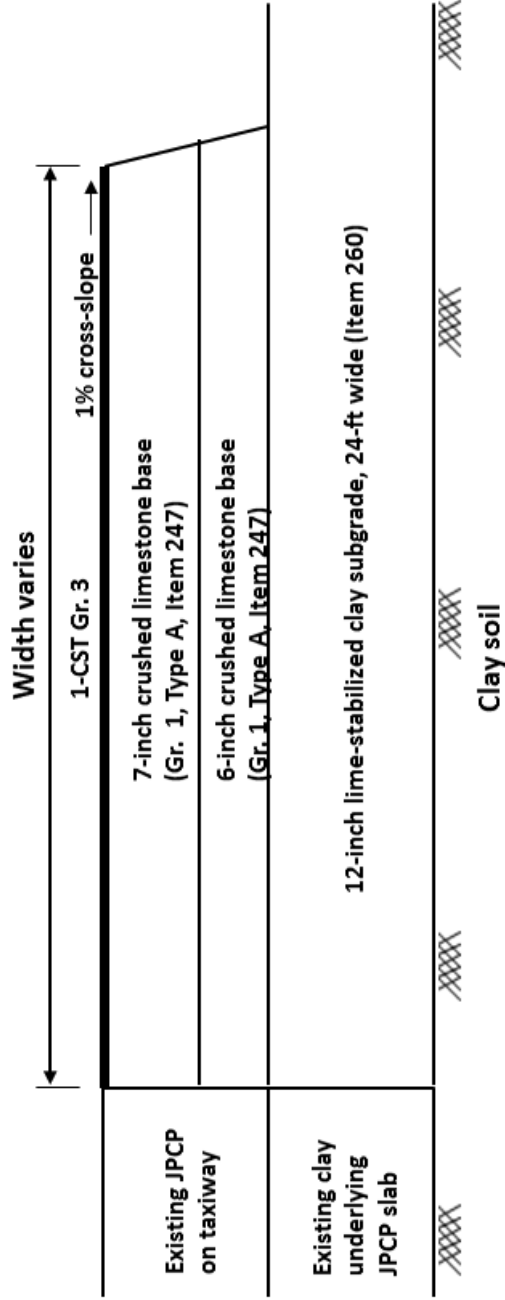 Width varies
1-CST Gr. 3
1% cross-slope
Existing JPCP
on taxiway
7-inch crushed limestone base
(Gr. 1, Type A, Item 247)
6-inch crushed limestone base
(Gr. 1, Type A, Item 247)
Existing clay
underlying
JPCP slab
12-inch lime-stabilized clay subgrade, 24-ft wide (Item 260)
Clay soil